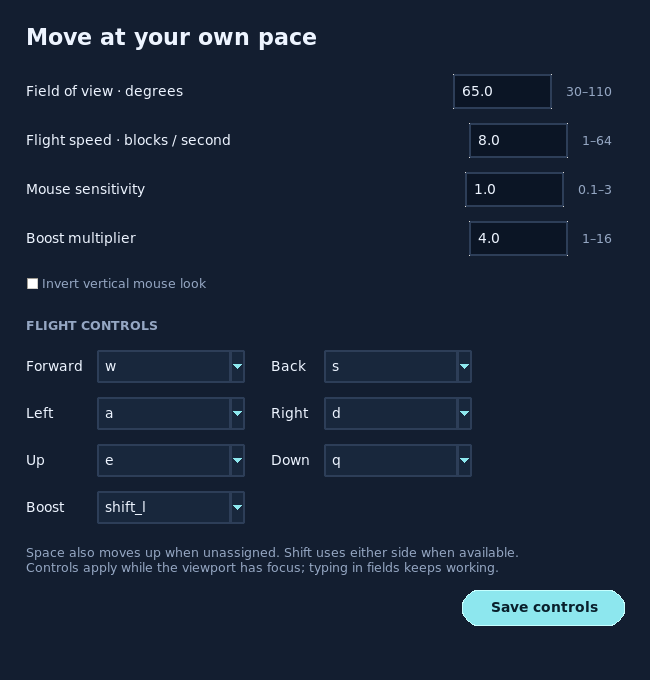 Move at your own pace
Field of view · degrees 65.0 30–110
Flight speed · blocks / second 8.0 1–64
Mouse sensitivity 1.0 0.1–3
Boost multiplier 4.0 1–16
Invert vertical mouse look
FLIGHT CONTROLS
Forward w Back s
Left a Right d
Up e Down q
Boost shift_l
Space also moves up when unassigned. Shift uses either side when available.
Controls apply while the viewport has focus; typing in fields keeps working.
Save controls